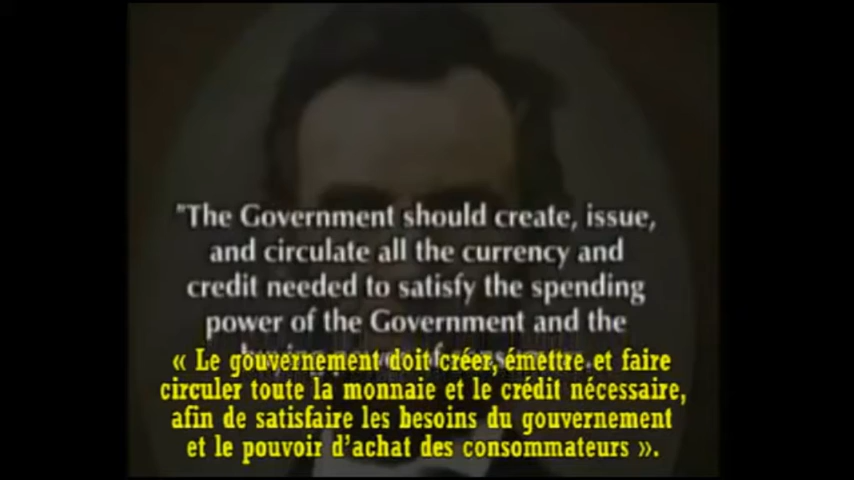 "The Government should create, issue,
and circulate all the currency and
credit needed to satisfy the spending
power of the Government and the
« Le gouvernement doit créer, émettre et faire
circuler toute la monnaie et le crédit nécessaire,
afin de satisfaire les besoins du gouvernement
et le pouvoir d'achat des consommateurs ».